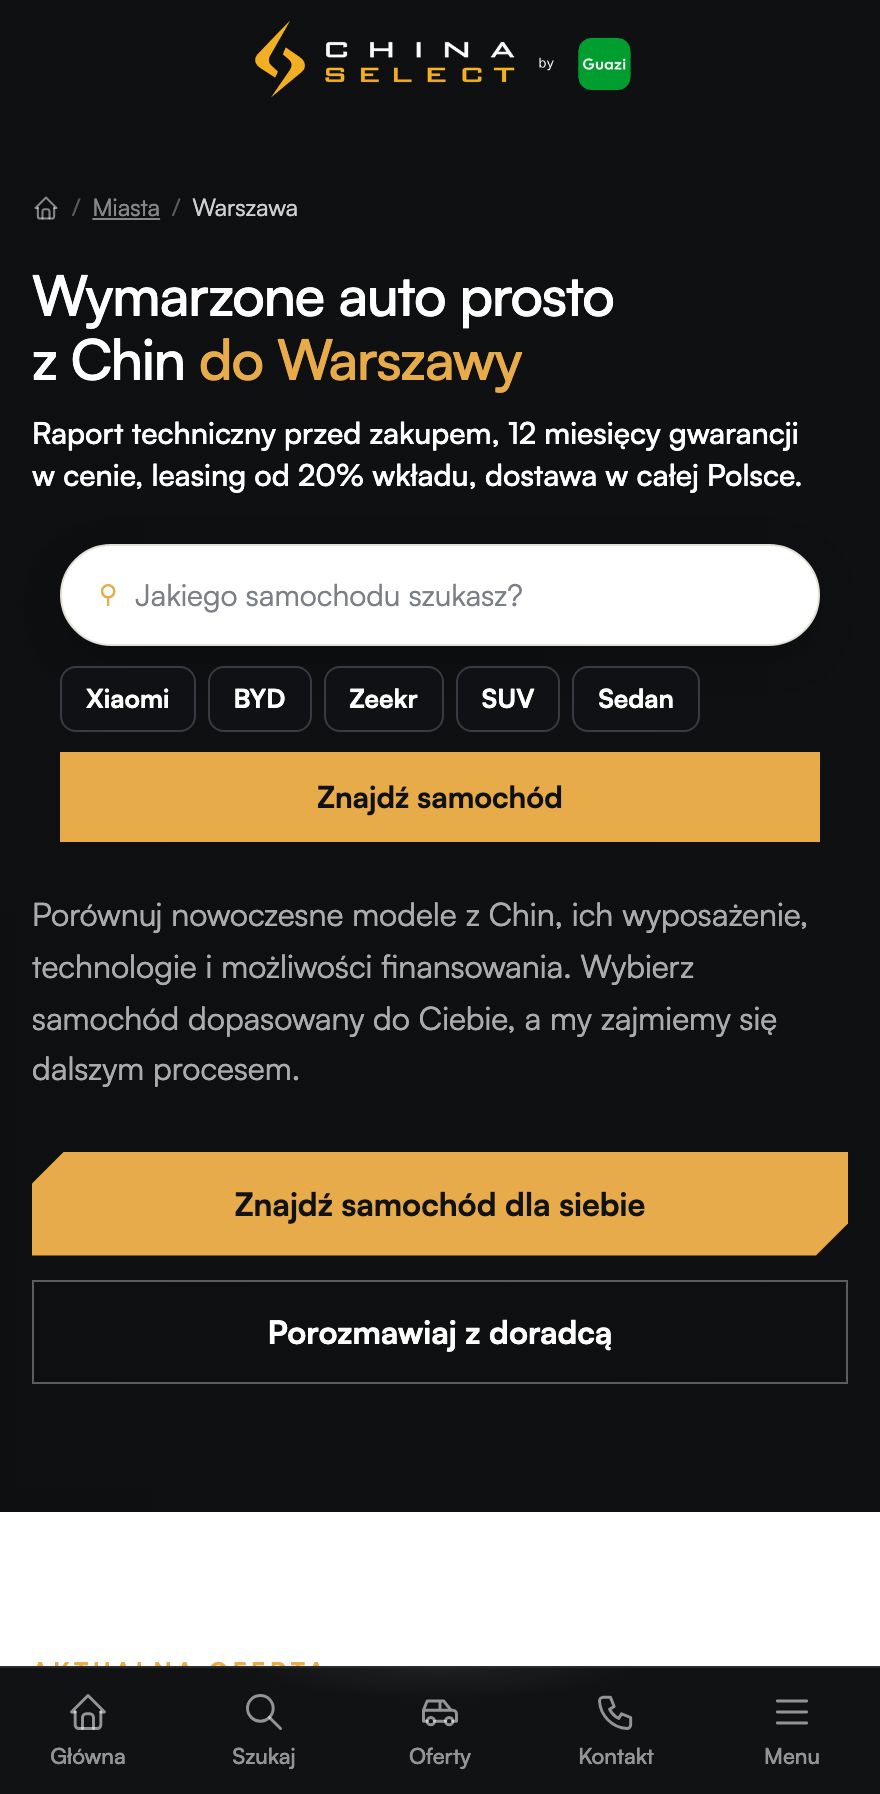 CHINA
SELECT
by
Guazi
/ Miasta / Warszawa
Wymarzone auto prosto
z Chin do Warszawy
Raport techniczny przed zakupem, 12 miesięcy gwarancji
w cenie, leasing od 20% wkładu, dostawa w całej Polsce.
Jakiego samochodu szukasz?
Xiaomi BYD Zeekr SUV Sedan
Znajdź samochód
Porównuj nowoczesne modele z Chin, ich wyposażenie,
technologie i możliwości finansowania. Wybierz
samochód dopasowany do Ciebie, a my zajmiemy się
dalszym procesem.
Znajdź samochód dla siebie
Porozmawiaj z doradcą
AKTUALNA OFERTA
Główna Szukaj Oferty Kontakt Menu